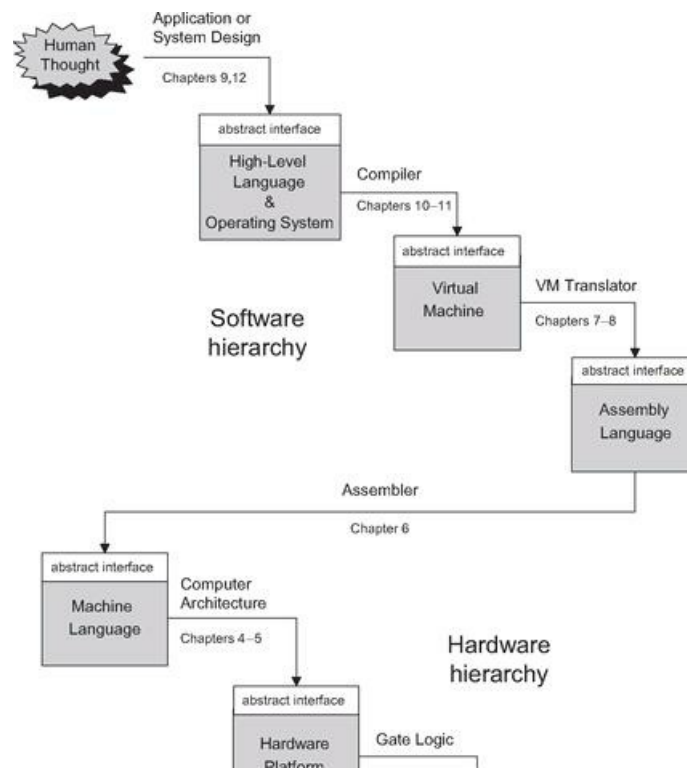 Application or
System Design
Human
Thought
Chapters 9,12
abstract interface
High-Level
Language
&
Operating System
Compiler
Chapters 10–11
abstract interface
Virtual
Machine
VM Translator
Chapters 7–8
Software
hierarchy
abstract interface
Assembly
Language
Assembler
Chapter 6
abstract interface
Machine
Language
Computer
Architecture
Chapters 4–5
Hardware
hierarchy
abstract interface
Hardware
Platform
Gate Logic